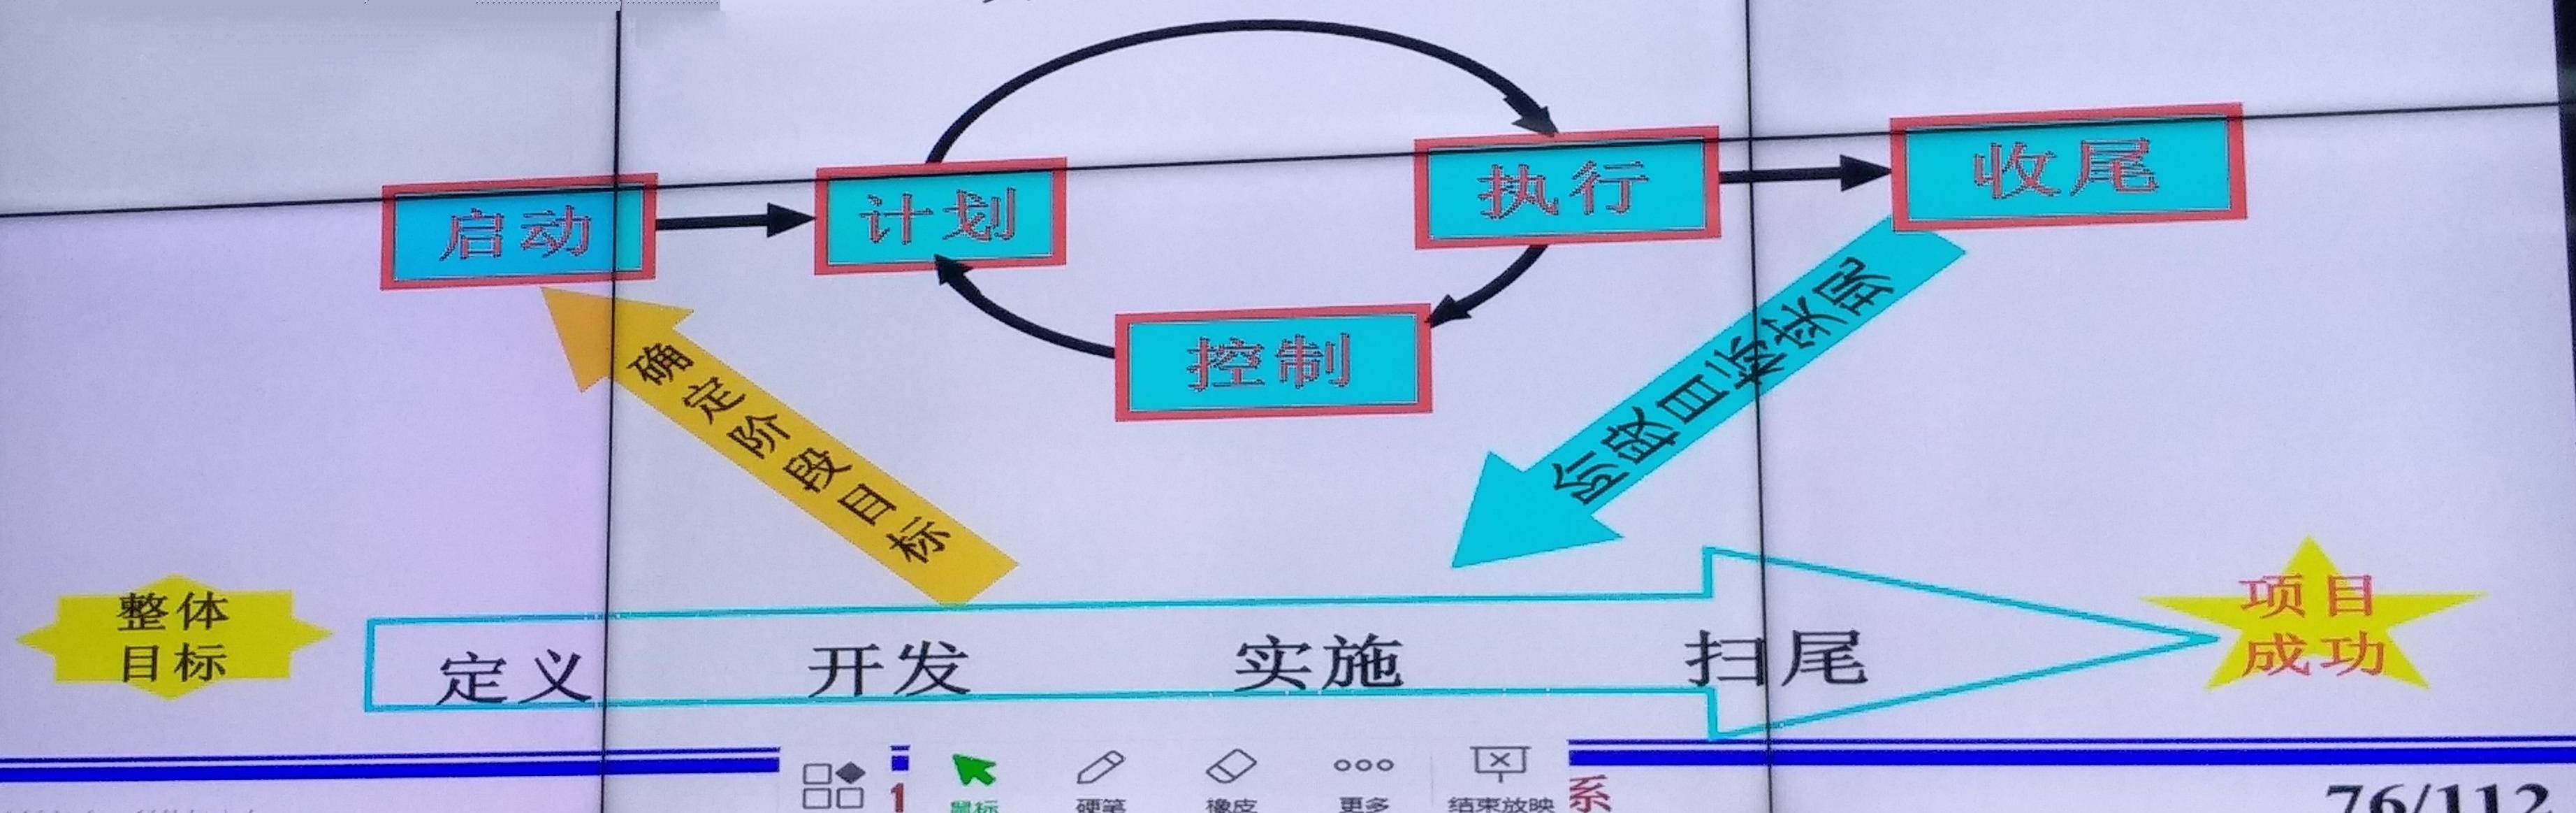 启动
计划
执行
收尾
控制
确定阶段目标
阶段目标实现
整体
目标
定义
开发
实施
扫尾
项目
成功
1
鼠标
硬笔
橡皮
更多
结束放映
系
76/112